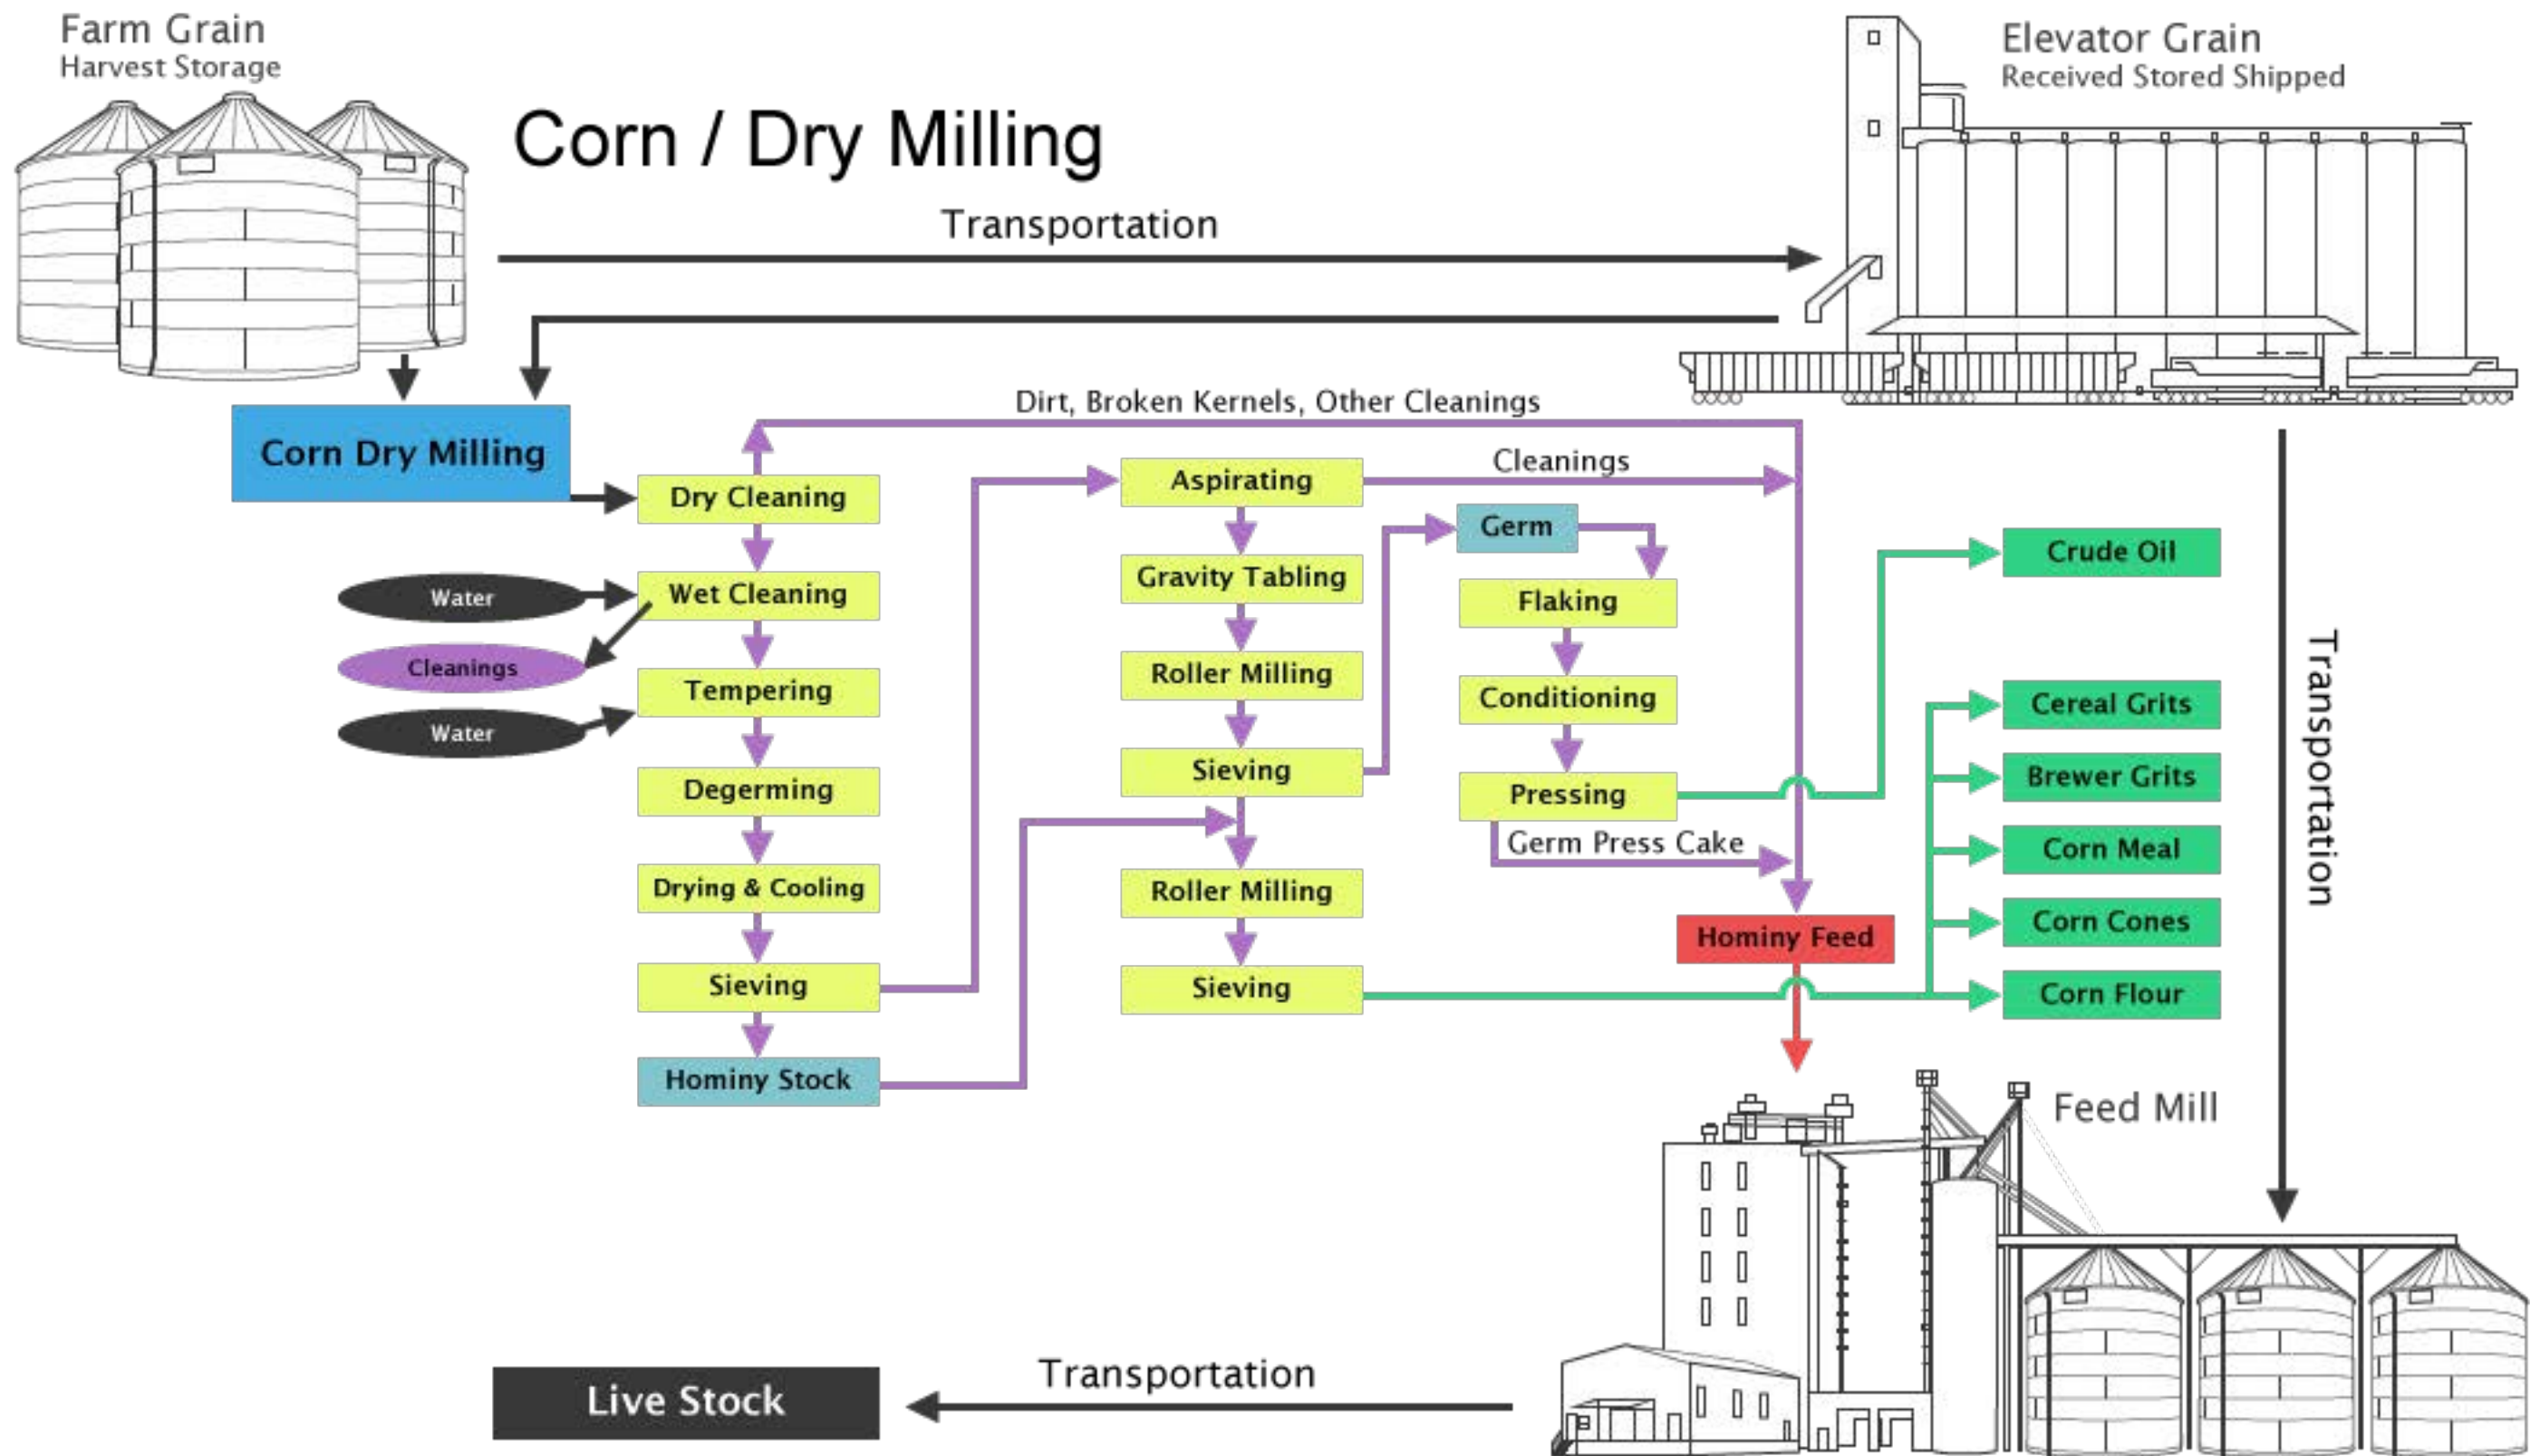 Farm Grain
Harvest Storage
Elevator Grain
Received Stored Shipped
Corn / Dry Milling
Transportation
Corn Dry Milling
Dirt, Broken Kernels, Other Cleanings
Dry Cleaning
Water
Wet Cleaning
Cleanings
Tempering
Water
Degerming
Drying & Cooling
Sieving
Hominy Stock
Aspirating
Cleanings
Gravity Tabling
Roller Milling
Sieving
Roller Milling
Sieving
Germ
Flaking
Conditioning
Pressing
Germ Press Cake
Hominy Feed
Crude Oil
Cereal Grits
Brewer Grits
Corn Meal
Corn Cones
Corn Flour
Transportation
Feed Mill
Transportation
Live Stock